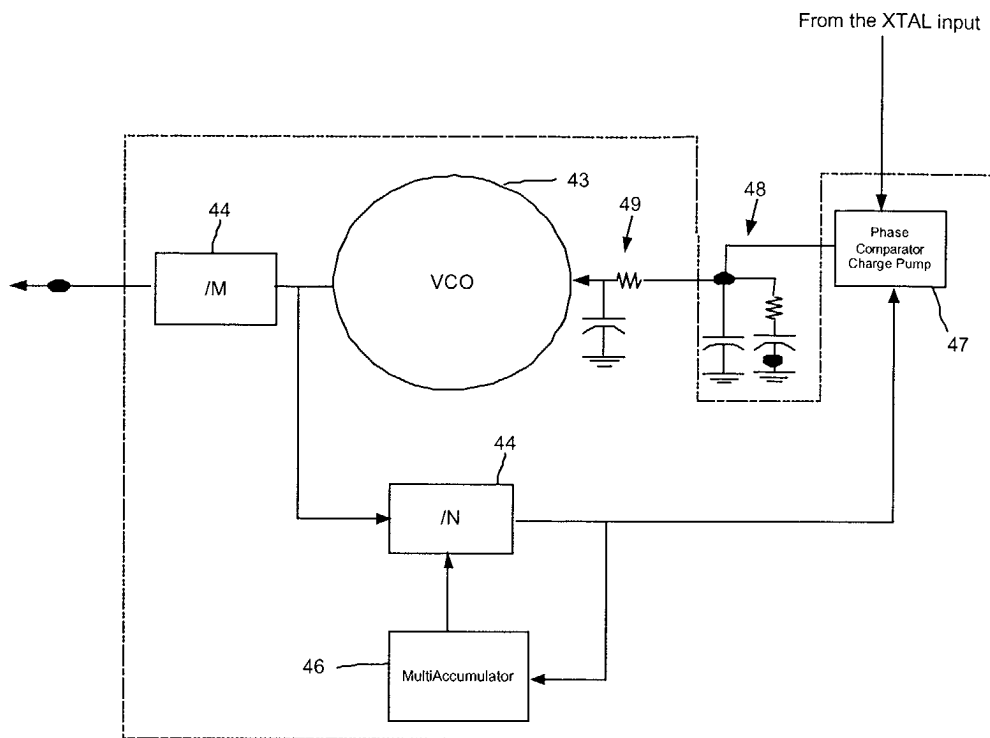 From the XTAL input
43
44
49
48
Phase
Comparator
Charge Pump
/M
VCO
47
44
/N
46
MultiAccumulator